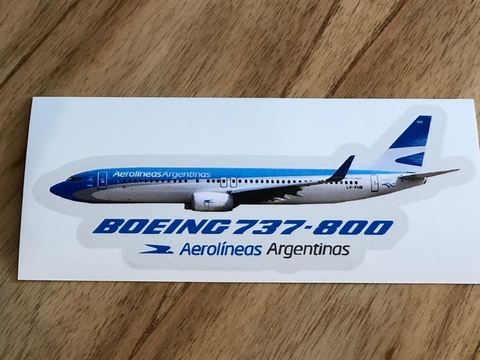 Aerolíneas Argentinas
BOEING 737-800
Aerolíneas Argentinas